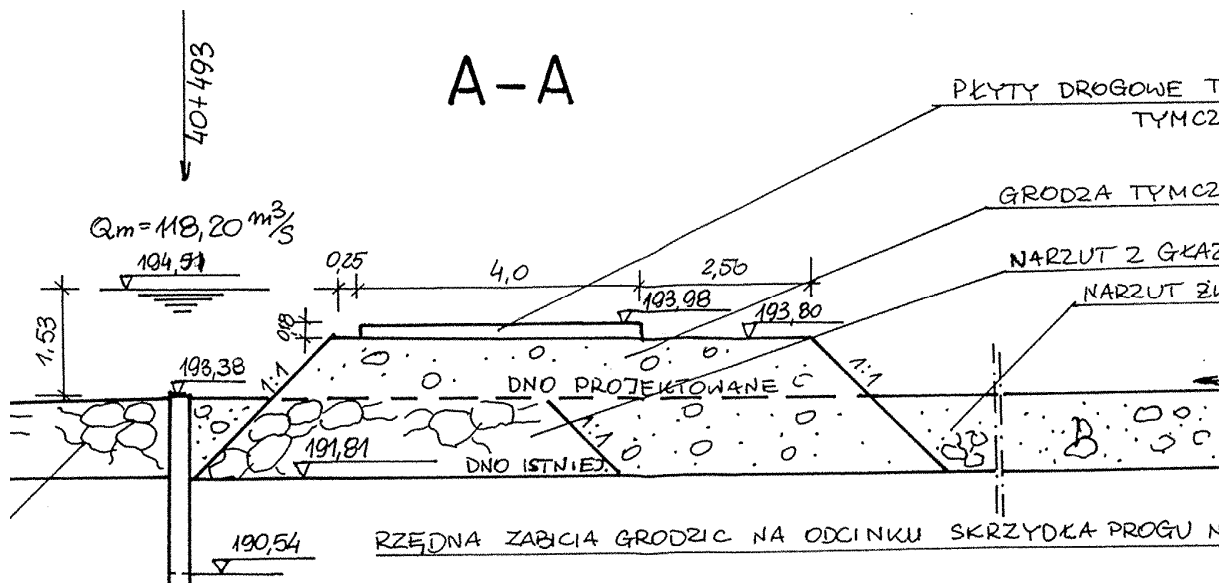 40+493
A-A
PŁYTY DROGOWE T
TYMCZ
Qm=118,20 m³/s
GRODZA TYMCZ
194,91
0,25
4,0
2,50
NARZUT Z GŁAZ
NARZUT ŻW
193,98
193,80
0,18
1,53
193,38
1:1
1:1
DNO PROJEKTOWANE
1:1
191,81
DNO ISTNIEJ.
190,54
RZĘDNA ZABICIA GRODZIC NA ODCINKU SKRZYDŁA PROGU N